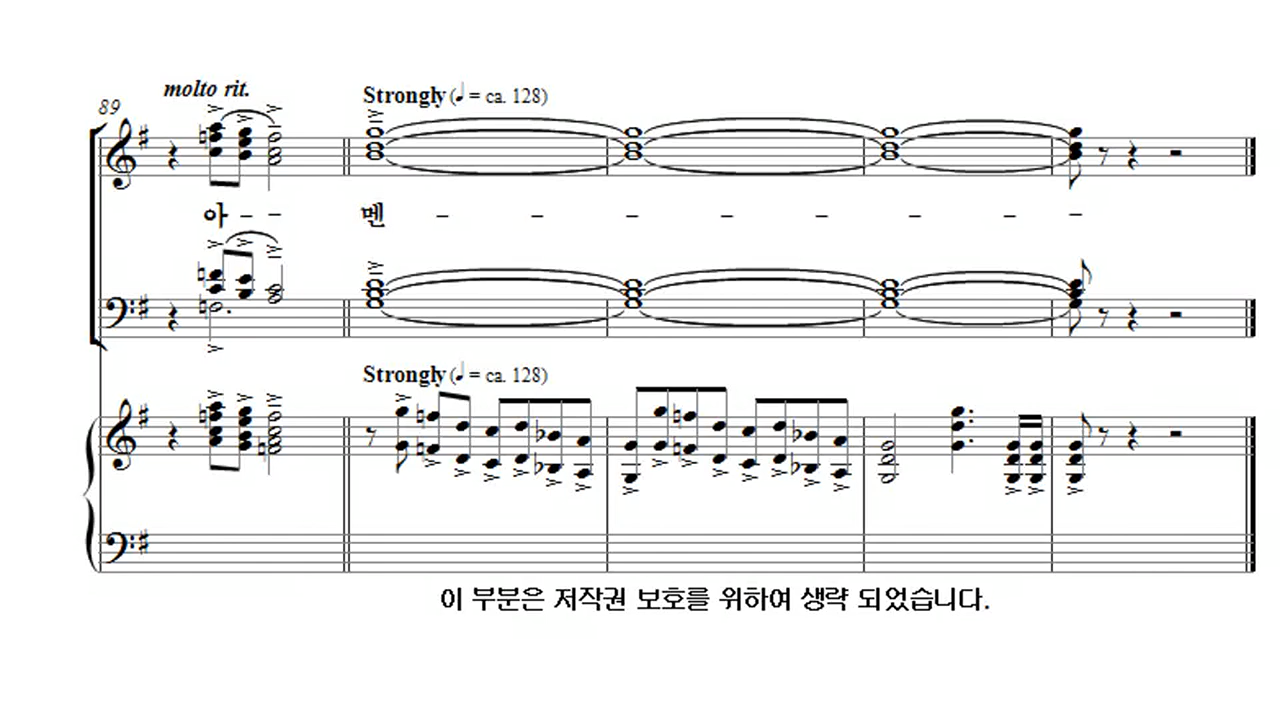 molto rit.
89
Strongly (♩ = ca. 128)
아 - - 멘 - - - - - - - -
Strongly (♩ = ca. 128)
이 부분은 저작권 보호를 위하여 생략 되었습니다.